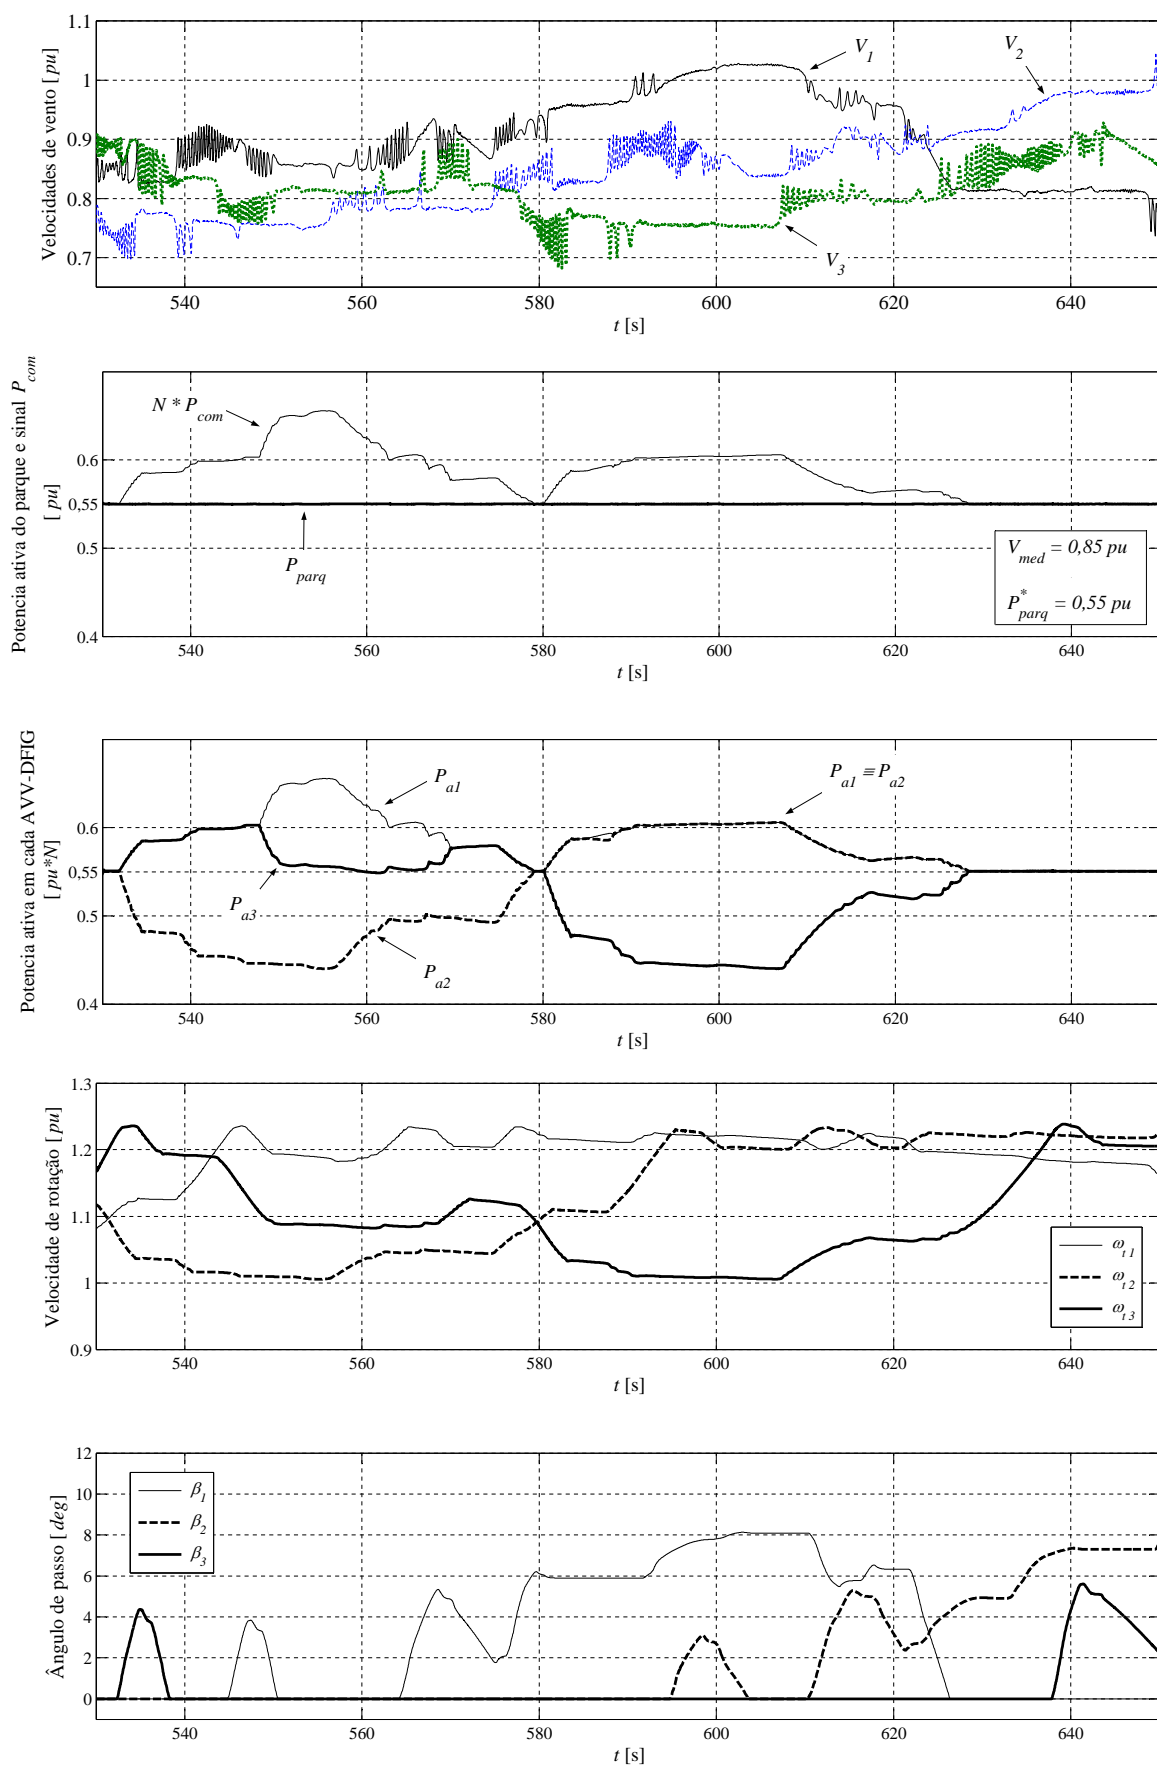 Velocidades de vento [ pu]
1.1
1
0.9
0.8
0.7
V1
V2
V3
540 560 580 600 620 640
t [s]
Potencia ativa do parque e sinal Pcom
[ pu]
0.6
0,55
0.5
0.4
N * Pcom
Pparq
Vmed = 0,85 pu
P*parq = 0,55 pu
540 560 580 600 620 640
t [s]
Potencia ativa em cada AVV-DFIG
[ pu*N]
0.6
0.55
0.5
0.4
Pa1
Pa1 ≡ Pa2
Pa3
Pa2
540 560 580 600 620 640
t [s]
Velocidade de rotação [pu]
1.3
1.2
1.1
1
0.9
ωt 1
ωt 2
ωt 3
540 560 580 600 620 640
t [s]
Ângulo de passo [ deg]
12
10
8
6
4
2
0
β1
β2
β3
540 560 580 600 620 640
t [s]